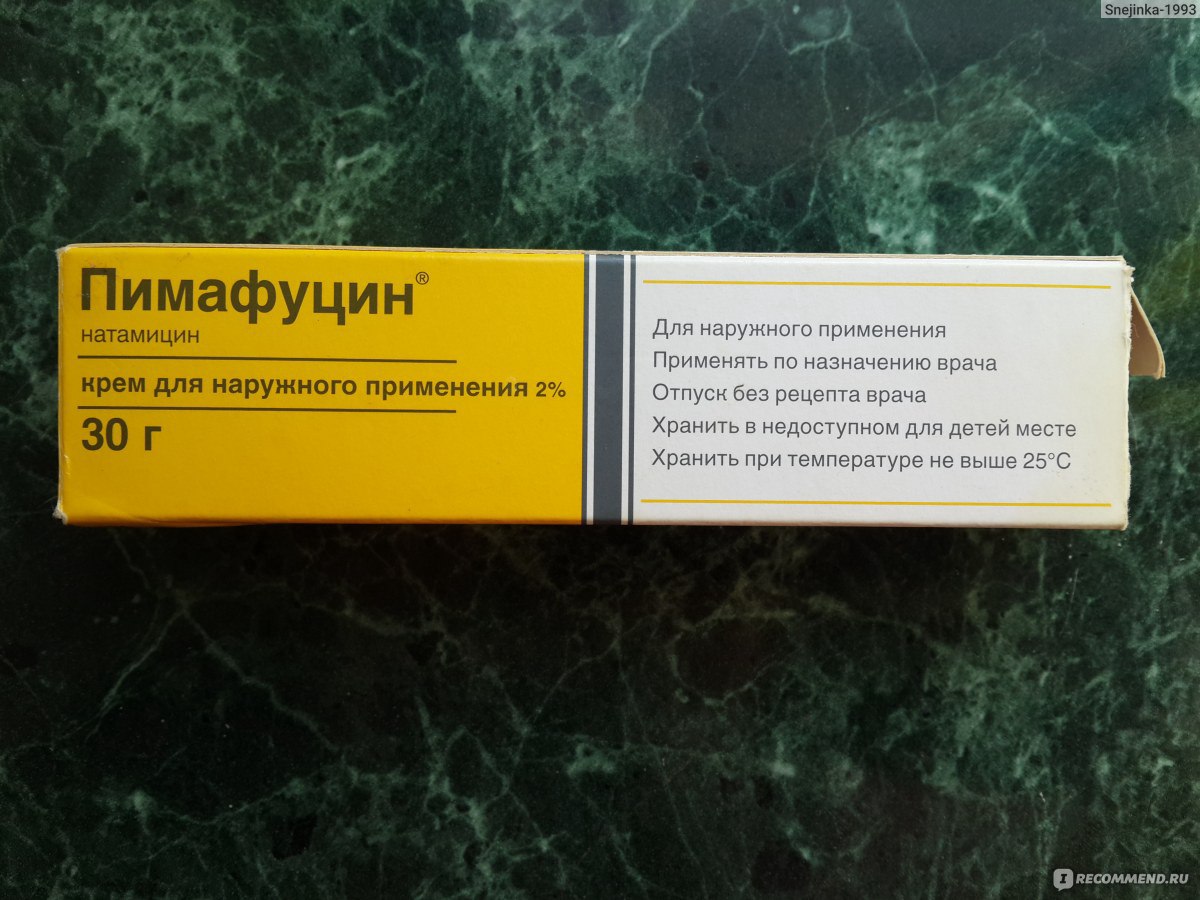 Snejinka-1993
Пимафуцин®
натамицин
крем для наружного применения 2%
30 г
Для наружного применения
Применять по назначению врача
Отпуск без рецепта врача
Хранить в недоступном для детей месте
Хранить при температуре не выше 25°C
IRECOMMEND.RU